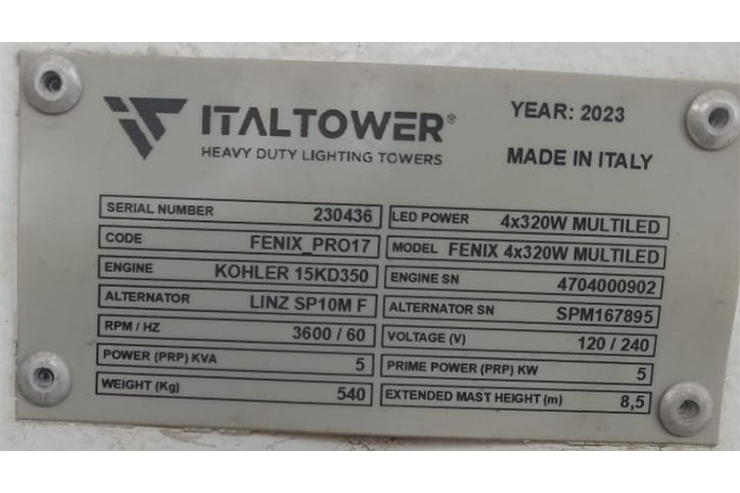 ITALTOWER®
HEAVY DUTY LIGHTING TOWERS
YEAR: 2023
MADE IN ITALY
SERIAL NUMBER 230436 LED POWER 4x320W MULTILED
CODE FENIX_PRO17 MODEL FENIX 4x320W MULTILED
ENGINE KOHLER 15KD350 ENGINE SN 4704000902
ALTERNATOR LINZ SP10M F ALTERNATOR SN SPM167895
RPM / HZ 3600 / 60 VOLTAGE (V) 120 / 240
POWER (PRP) KVA 5 PRIME POWER (PRP) KW 5
WEIGHT (Kg) 540 EXTENDED MAST HEIGHT (m) 8,5